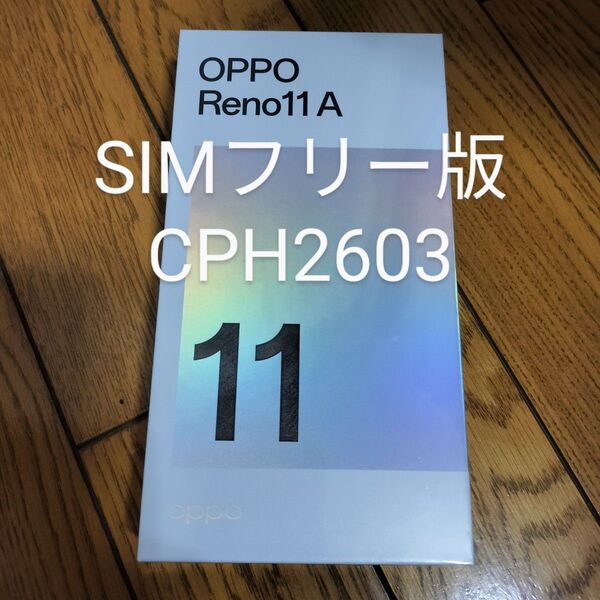 OPPO
Reno11 A
SIMフリー版
CPH2603
11
oppo